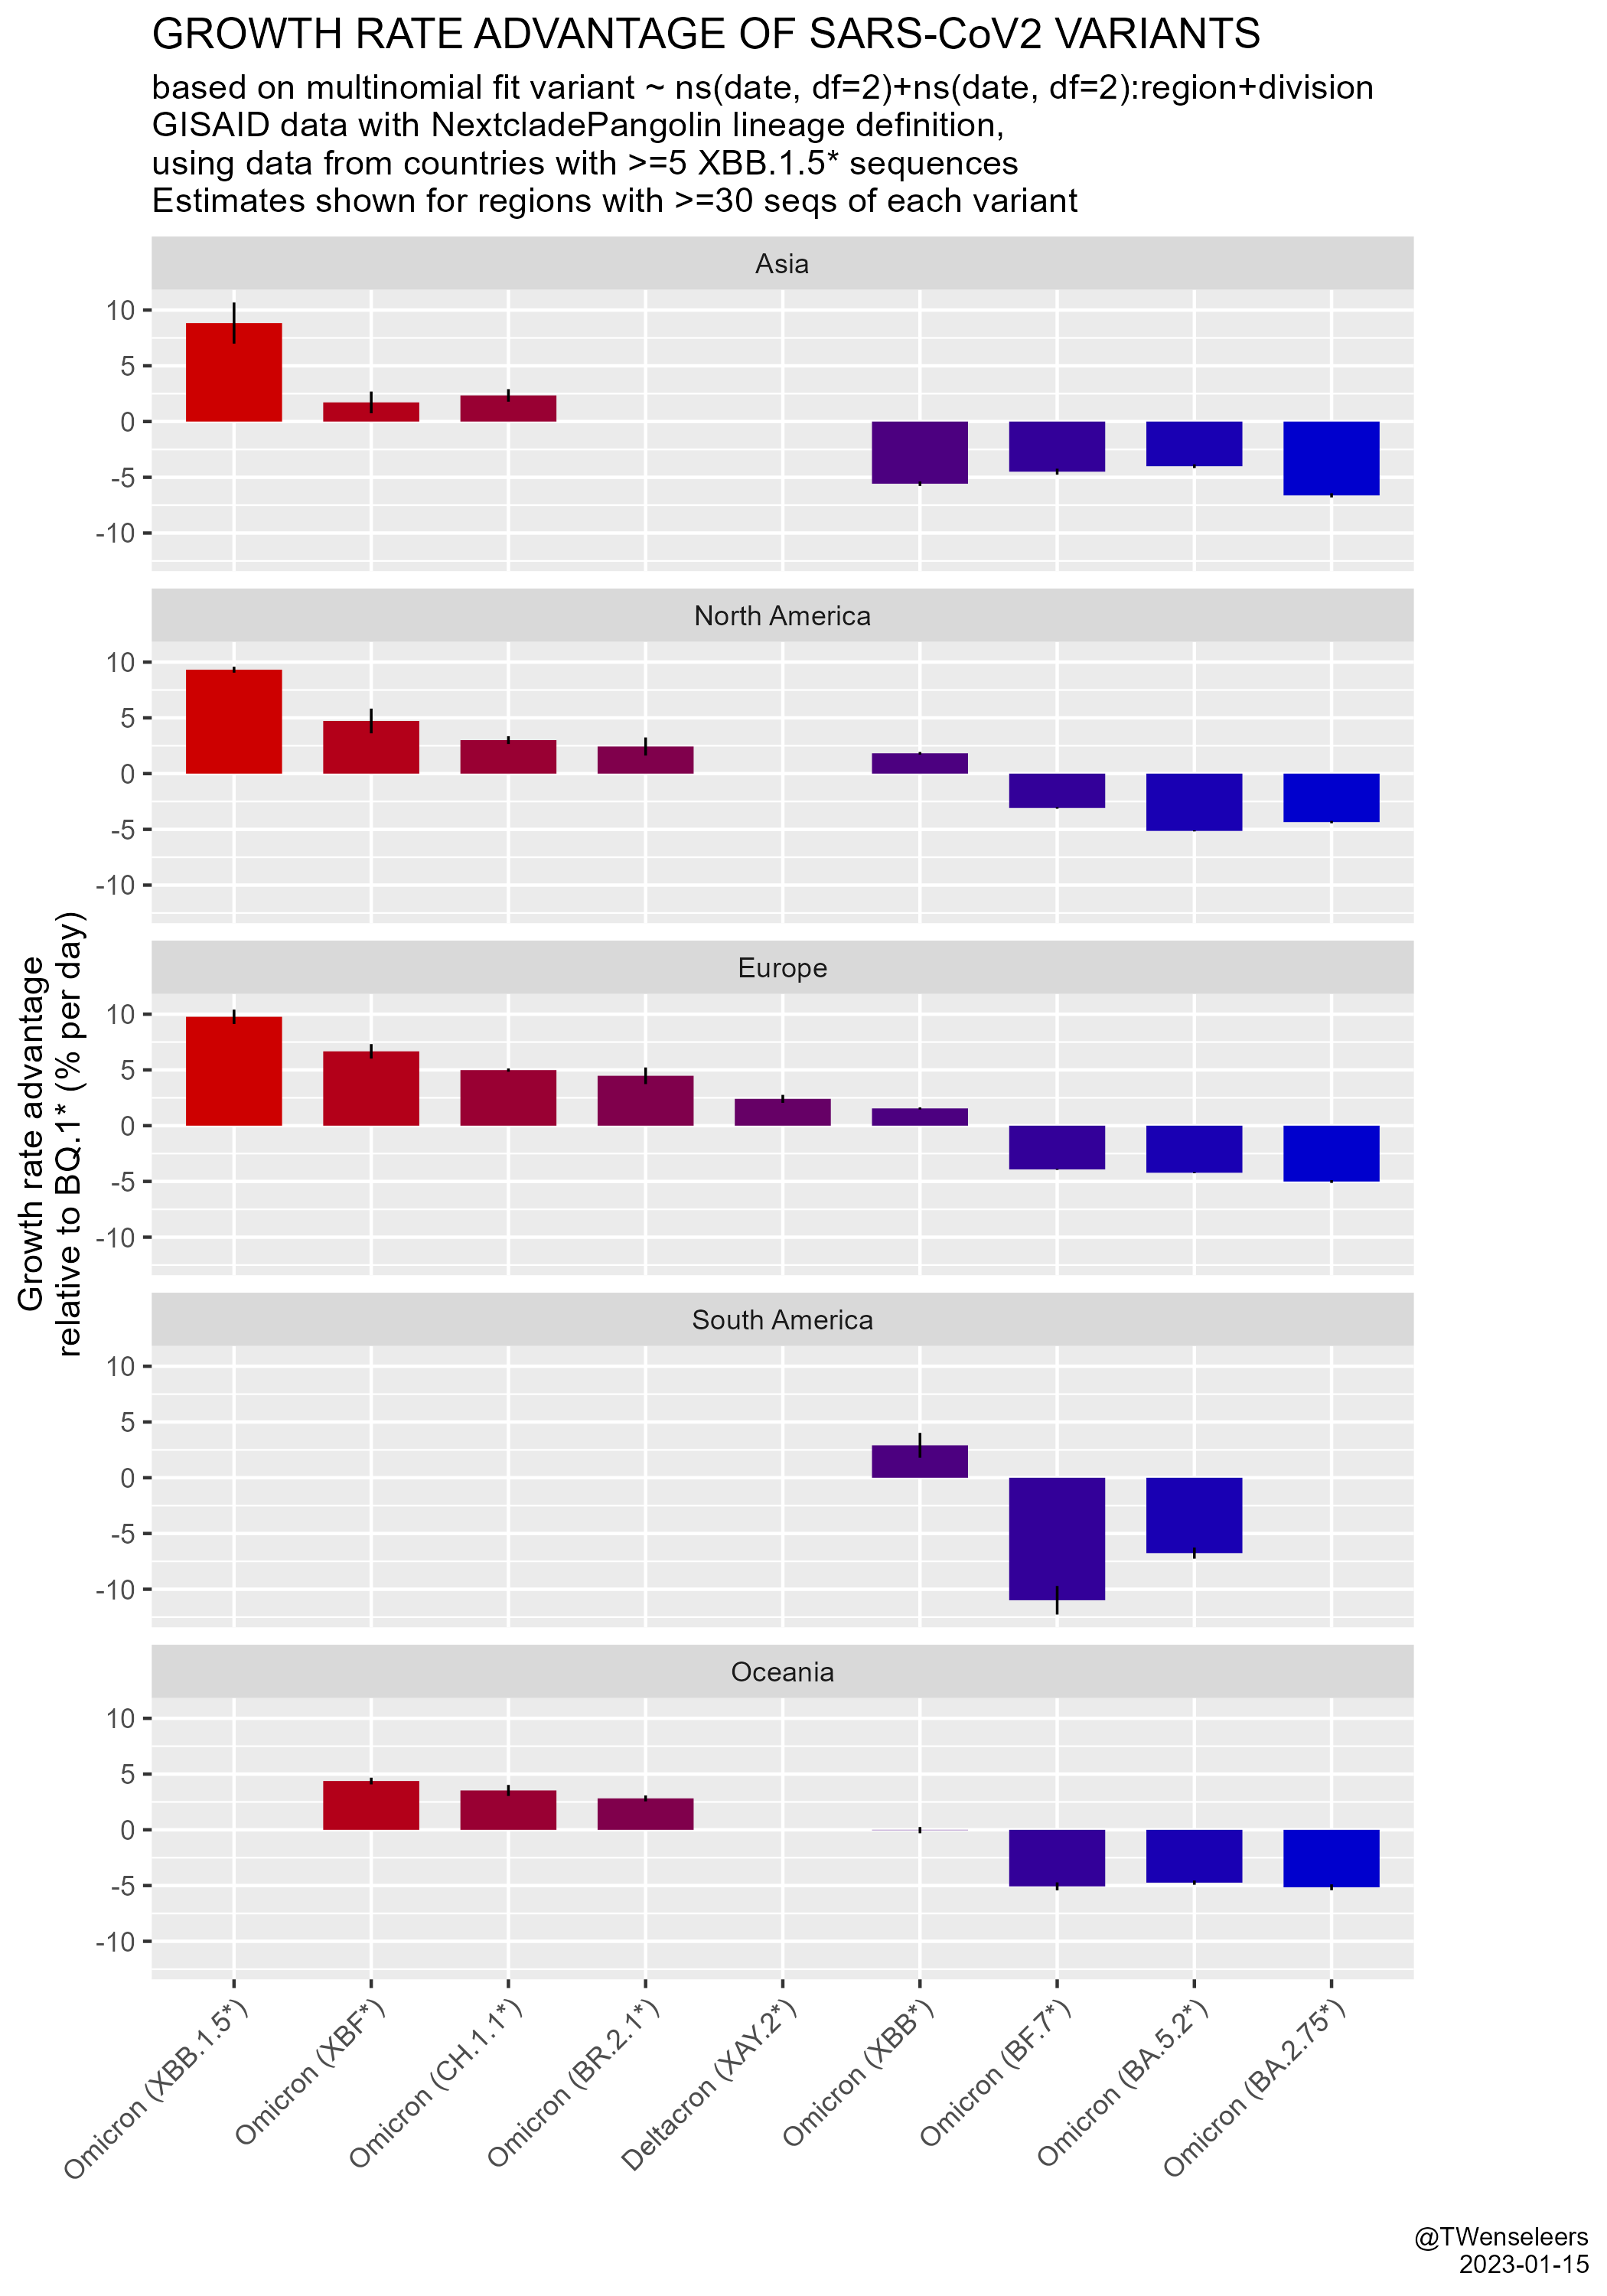 GROWTH RATE ADVANTAGE OF SARS-CoV2 VARIANTS
based on multinomial fit variant ~ ns(date, df=2)+ns(date, df=2):region+division
GISAID data with NextcladePangolin lineage definition,
using data from countries with >=5 XBB.1.5* sequences
Estimates shown for regions with >=30 seqs of each variant
Growth rate advantage
relative to BQ.1* (% per day)
Asia
10
5
0
-5
-10
North America
10
5
0
-5
-10
Europe
10
5
0
-5
-10
South America
10
5
0
-5
-10
Oceania
10
5
0
-5
-10
Omicron (XBB.1.5*)
Omicron (XBF*)
Omicron (CH.1.1*)
Omicron (BR.2.1*)
Deltacron (XAY.2*)
Omicron (XBB*)
Omicron (BF.7*)
Omicron (BA.5.2*)
Omicron (BA.2.75*)
@TWenseleers
2023-01-15